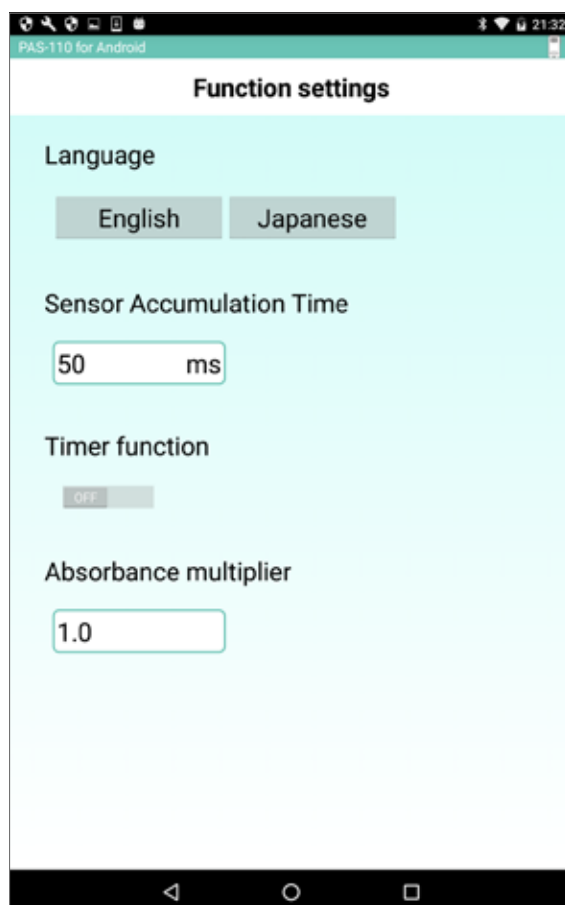 21:32
PAS-110 for Android
Function settings
Language
English Japanese
Sensor Accumulation Time
50 ms
Timer function
OFF
Absorbance multiplier
1.0